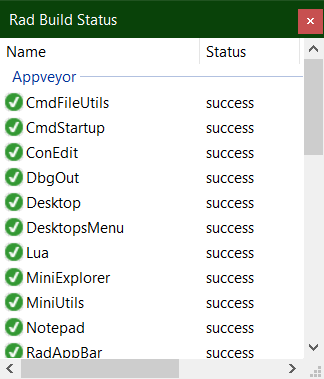 Rad Build Status
Name Status
Appveyor
CmdFileUtils success
CmdStartup success
ConEdit success
DbgOut success
Desktop success
DesktopsMenu success
Lua success
MiniExplorer success
MiniUtils success
Notepad success
RadAppBar success